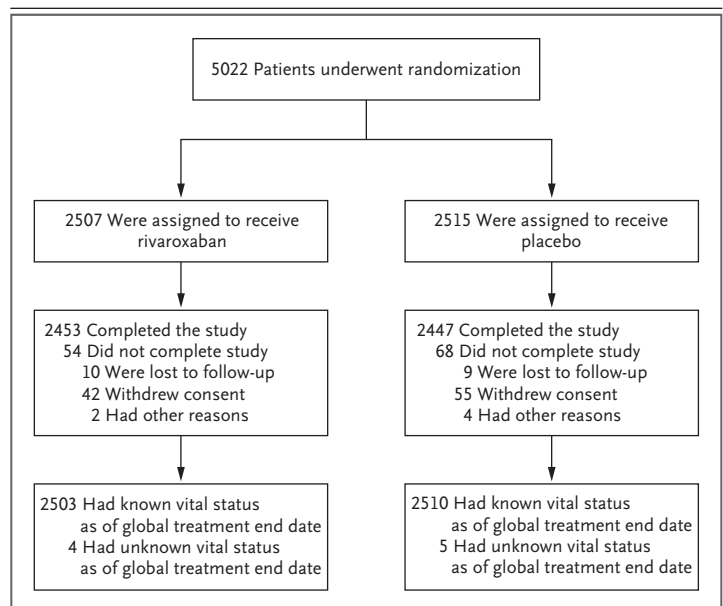 5022 Patients underwent randomization
2507 Were assigned to receive
rivaroxaban
2515 Were assigned to receive
placebo
2453 Completed the study
54 Did not complete study
10 Were lost to follow-up
42 Withdrew consent
2 Had other reasons
2447 Completed the study
68 Did not complete study
9 Were lost to follow-up
55 Withdrew consent
4 Had other reasons
2503 Had known vital status
as of global treatment end date
4 Had unknown vital status
as of global treatment end date
2510 Had known vital status
as of global treatment end date
5 Had unknown vital status
as of global treatment end date